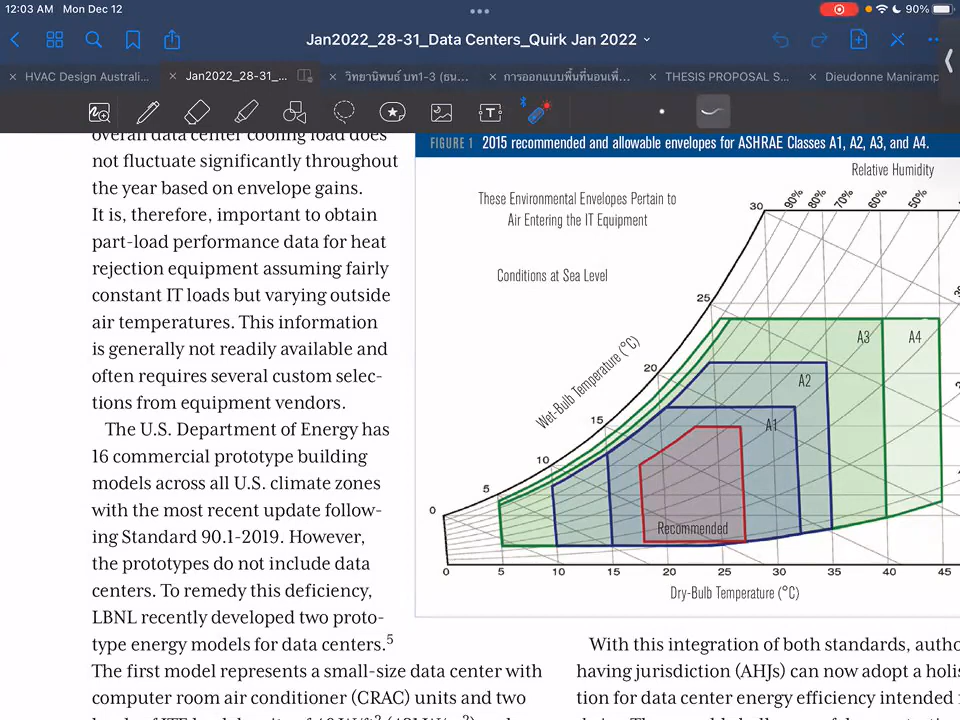 12:03 AM Mon Dec 12
90%
Jan2022_28-31_Data Centers_Quirk Jan 2022
HVAC Design Australi...
Jan2022_28-31_...
วิทยานิพนธ์ บท1-3 (ธน...
การออกแบบพื้นที่นอนเพื่...
THESIS PROPOSAL S...
Dieudonne Maniramp
overall data center cooling load does
not fluctuate significantly throughout
the year based on envelope gains.
It is, therefore, important to obtain
part-load performance data for heat
rejection equipment assuming fairly
constant IT loads but varying outside
air temperatures. This information
is generally not readily available and
often requires several custom selec-
tions from equipment vendors.
The U.S. Department of Energy has
16 commercial prototype building
models across all U.S. climate zones
with the most recent update follow-
ing Standard 90.1-2019. However,
the prototypes do not include data
centers. To remedy this deficiency,
LBNL recently developed two proto-
type energy models for data centers.5
The first model represents a small-size data center with
computer room air conditioner (CRAC) units and two
FIGURE 1 2015 recommended and allowable envelopes for ASHRAE Classes A1, A2, A3, and A4.
Relative Humidity
90% 80% 70% 60% 50%
These Environmental Envelopes Pertain to
Air Entering the IT Equipment
Conditions at Sea Level
Wet-Bulb Temperature (°C)
30
25
20
15
10
5
0
A3
A4
A2
A1
Recommended
0 5 10 15 20 25 30 35 40 45
Dry-Bulb Temperature (°C)
With this integration of both standards, autho
having jurisdiction (AHJs) can now adopt a holis
tion for data center energy efficiency intended